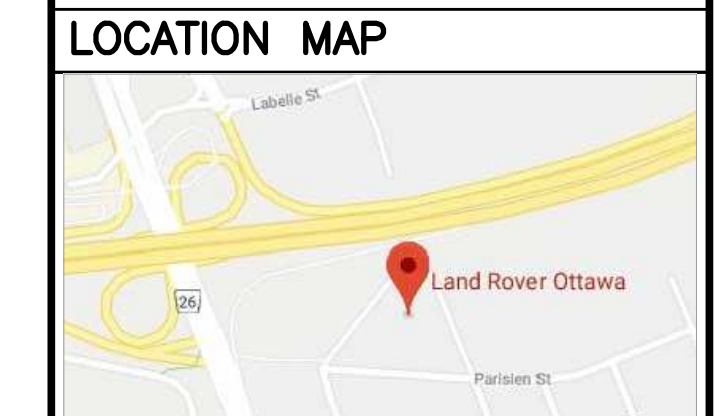 LOCATION MAP
Labelle St
Land Rover Ottawa
26
Parisien St